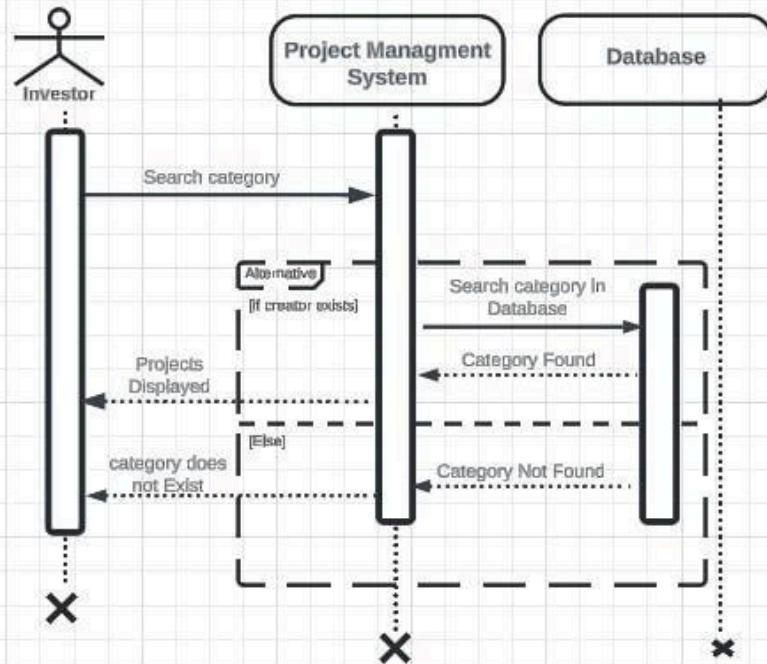 Project Managment
System
Database
Investor
Search category
Alternative
[if creator exists]
Search category in
Database
Projects
Displayed
Category Found
[Else]
category does
not Exist
Category Not Found